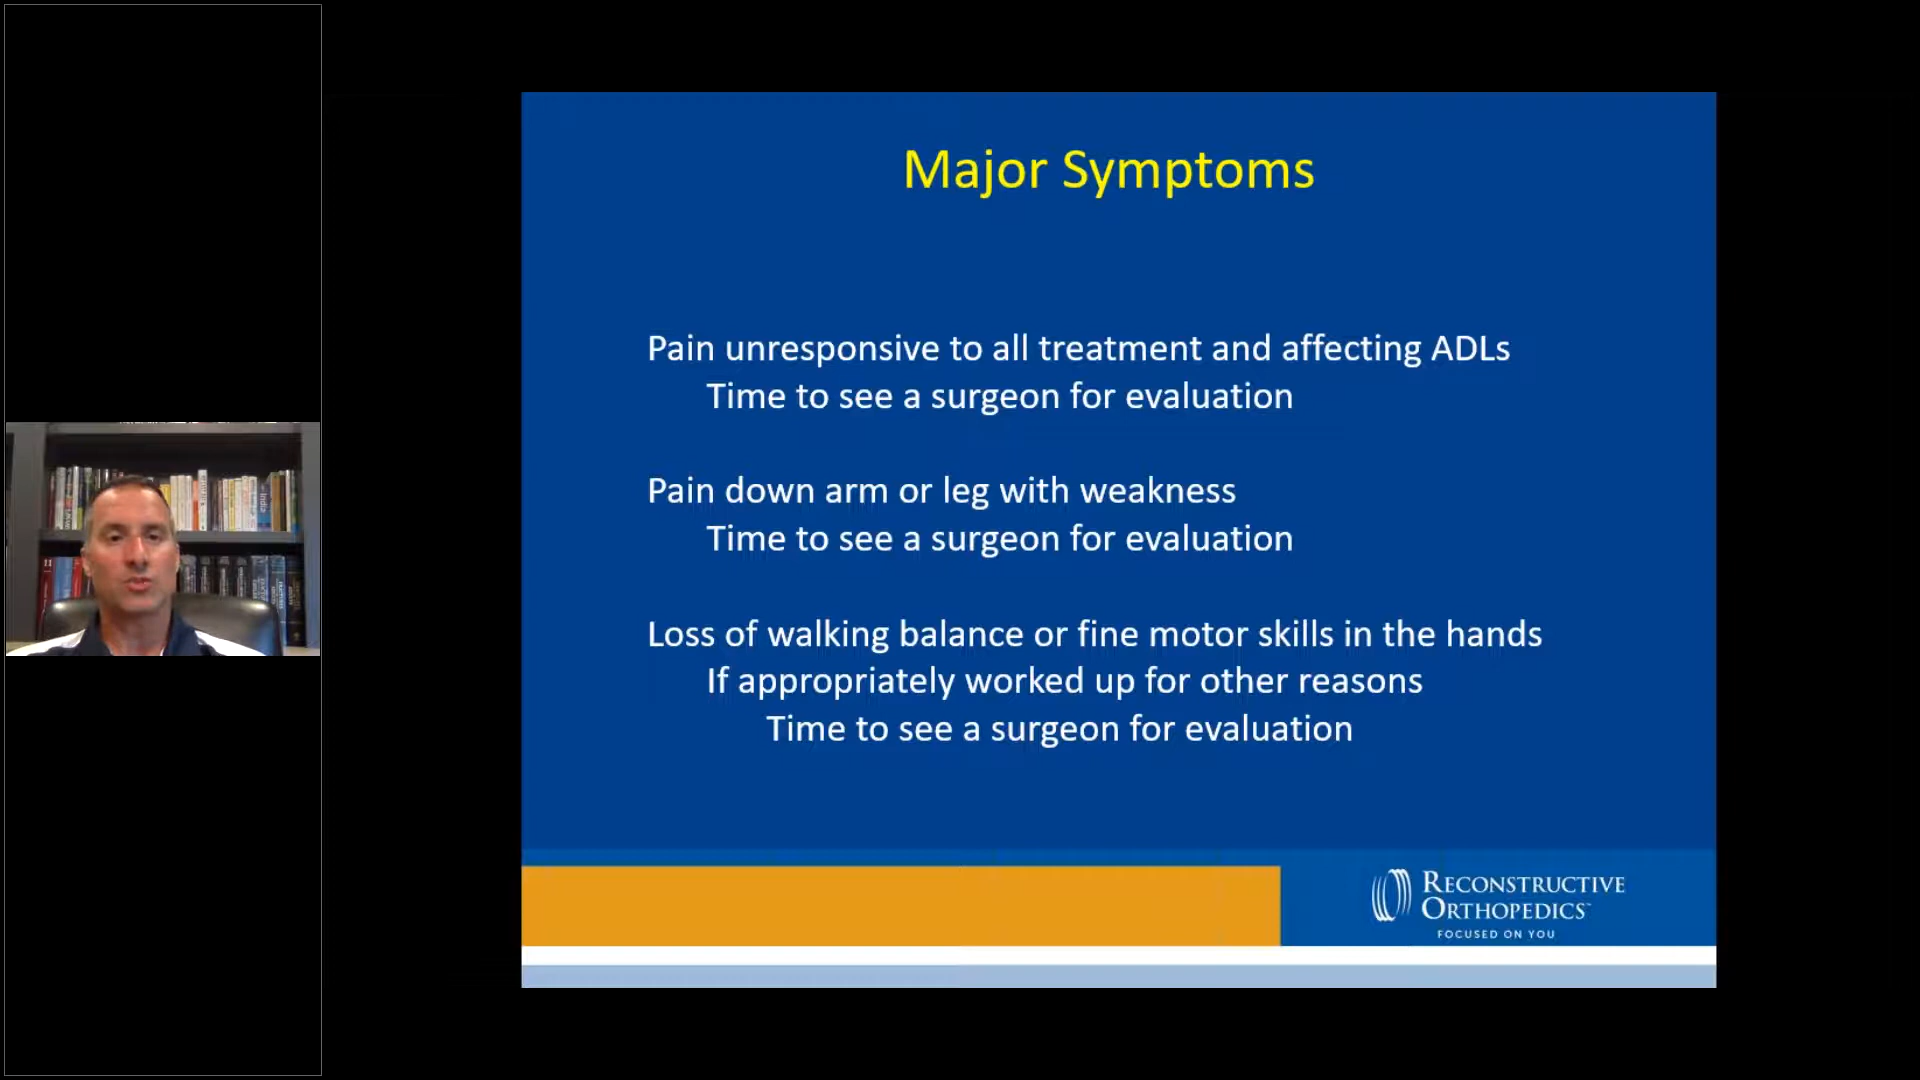 Major Symptoms
Pain unresponsive to all treatment and affecting ADLs
Time to see a surgeon for evaluation
Pain down arm or leg with weakness
Time to see a surgeon for evaluation
Loss of walking balance or fine motor skills in the hands
If appropriately worked up for other reasons
Time to see a surgeon for evaluation
RECONSTRUCTIVE
ORTHOPEDICS
FOCUSED ON YOU